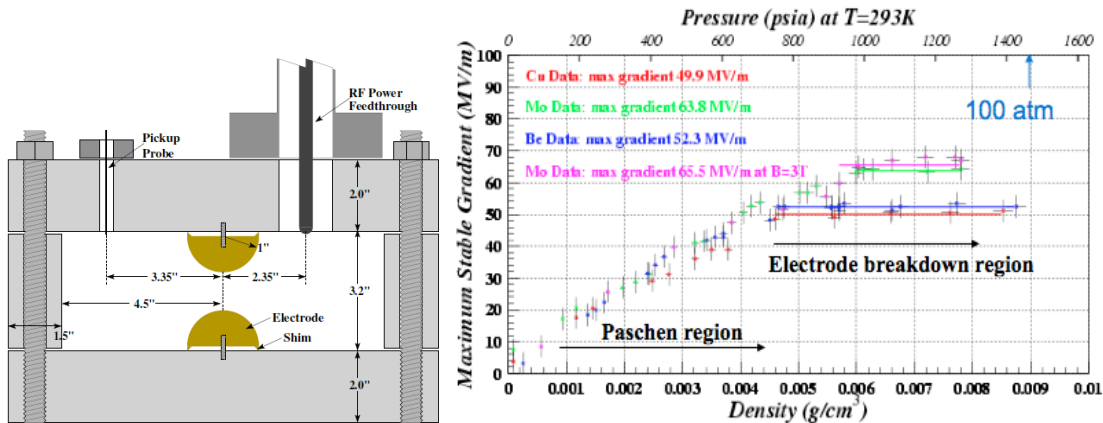 RF Power
Feedthrough
Pickup
Probe
2.0"
1"
3.35"
2.35"
3.2"
4.5"
Electrode
1.5"
Shim
2.0"
Pressure (psia) at T=293K
0 200 400 600 800 1000 1200 1400 1600
Maximum Stable Gradient (MV/m)
100
90
80
70
60
50
40
30
20
10
0
Cu Data: max gradient 49.9 MV/m
Mo Data: max gradient 63.8 MV/m
Be Data: max gradient 52.3 MV/m
Mo Data: max gradient 65.5 MV/m at B=3T
100 atm
Electrode breakdown region
Paschen region
0 0.001 0.002 0.003 0.004 0.005 0.006 0.007 0.008 0.009 0.01
Density (g/cm³)